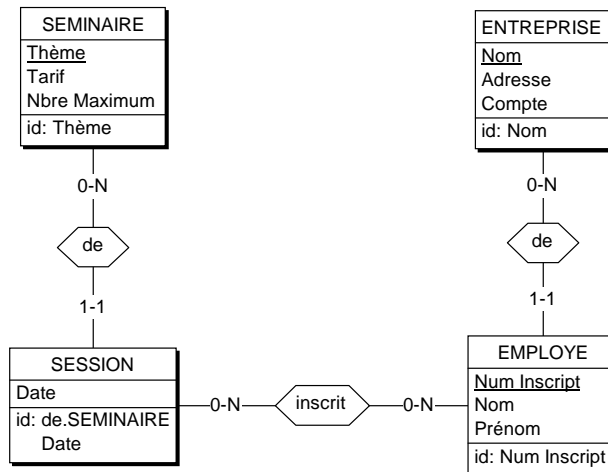 SEMINAIRE
Thème
Tarif
Nbre Maximum
id: Thème
ENTREPRISE
Nom
Adresse
Compte
id: Nom
0-N
de
1-1
0-N
de
1-1
SESSION
Date
id: de.SEMINAIRE
Date
0-N
inscrit
0-N
EMPLOYE
Num Inscript
Nom
Prénom
id: Num Inscript